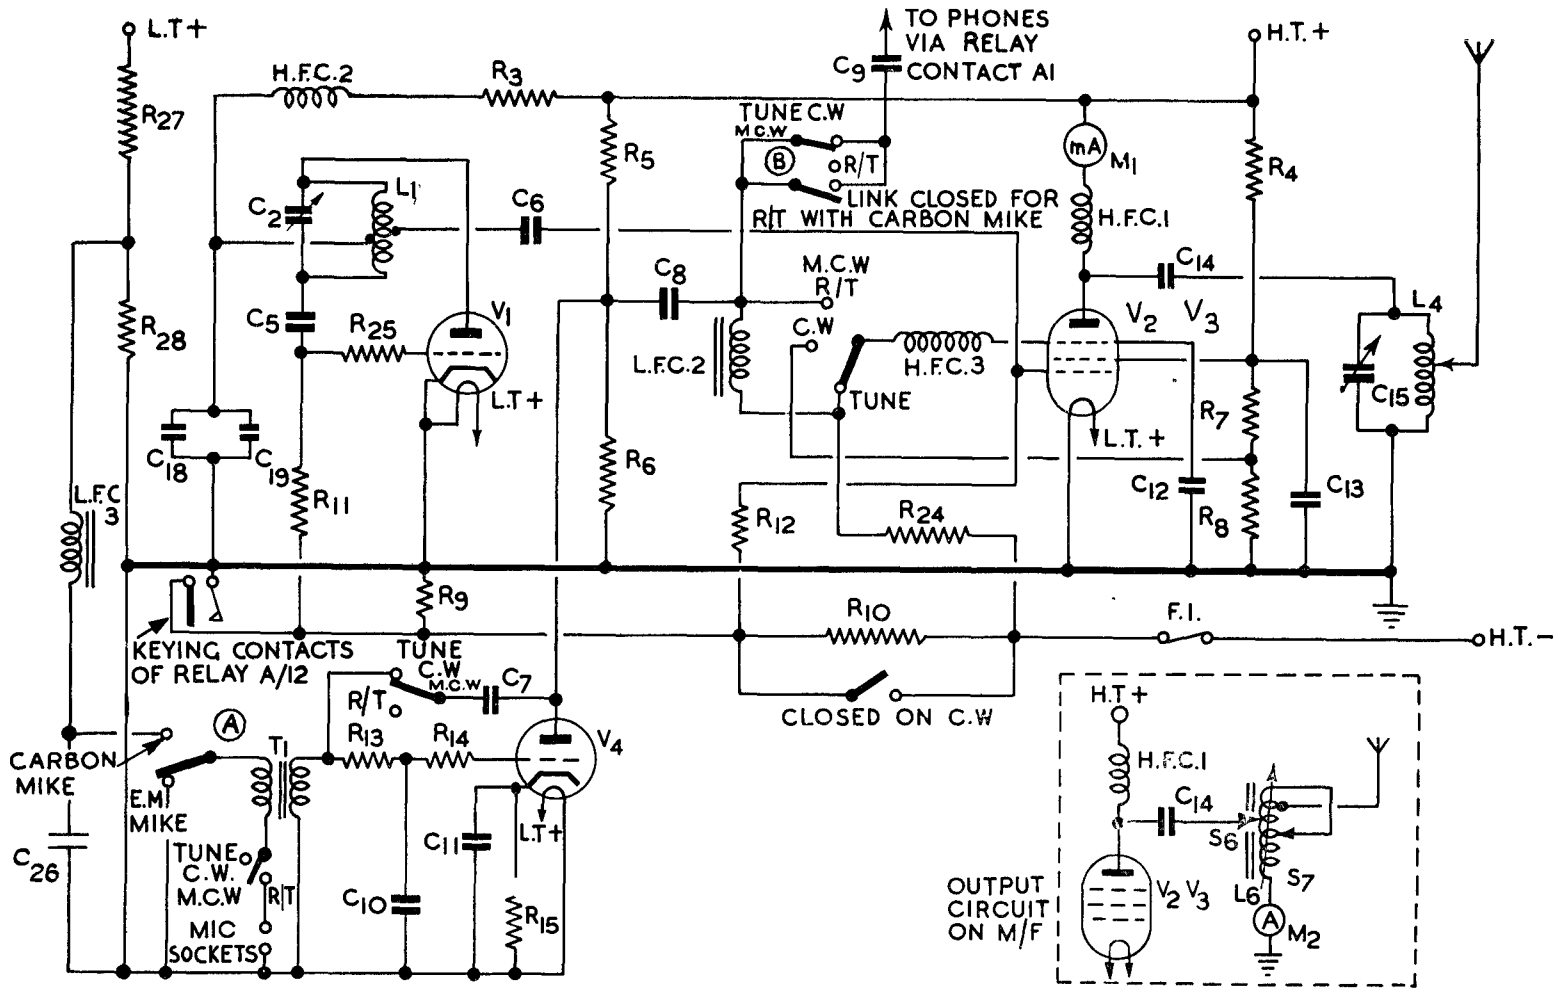 L.T+
TO PHONES
VIA RELAY
CONTACT A1
H.T.+
H.F.C.2
R3
C9
R27
TUNE C.W
M.C.W
B
R/T
mA
M1
R5
R4
L1
C2
C6
LINK CLOSED FOR
R/T WITH CARBON MIKE
H.F.C.1
C8
M.C.W
R/T
C14
V1
V2 V3
L4
C5
R25
C.W
R28
L.F.C.2
H.F.C.3
C15
L.T+
TUNE
R7
L.T.+
C18
C19
R6
C12
C13
L.F.C
3
R11
R12
R24
R8
R9
R10
F.1.
KEYING CONTACTS
OF RELAY A/12
TUNE
C.W
M.C.W
C7
H.T.-
R/T
CLOSED ON C.W
H.T+
A
R13
R14
V4
T1
CARBON
MIKE
H.F.C.1
E.M
MIKE
C14
C11
L.T+
S6
C26
TUNE
C.W.
M.C.W
R/T
C10
R15
V2 V3
L6
S7
OUTPUT
CIRCUIT
ON M/F
MIC
SOCKETS
A
M2